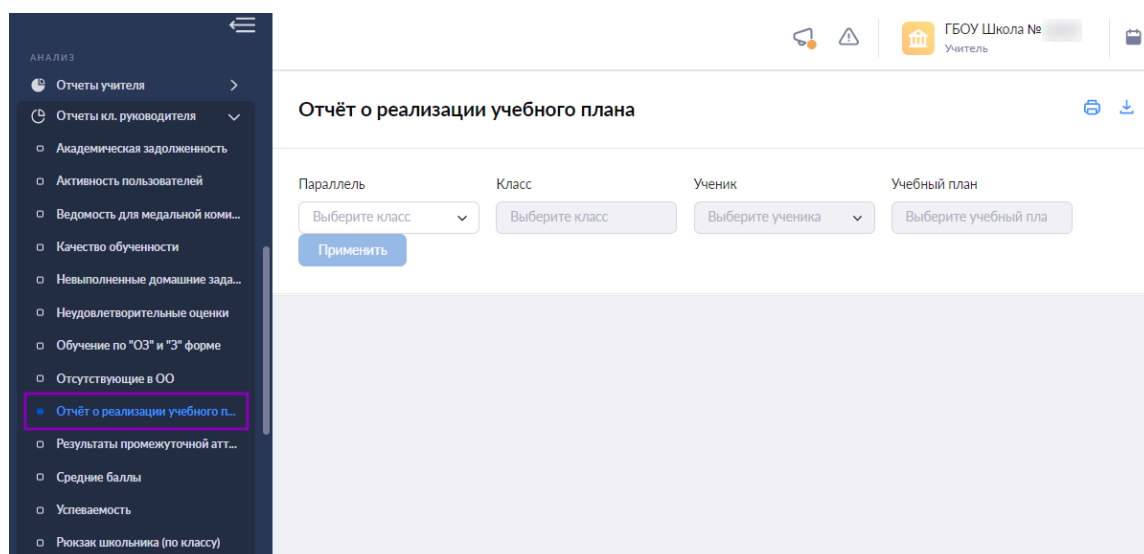 АНАЛИЗ
Отчеты учителя
Отчеты кл. руководителя
Академическая задолженность
Активность пользователей
Ведомость для медальной коми...
Качество обученности
Невыполненные домашние зада...
Неудовлетворительные оценки
Обучение по "ОЗ" и "З" форме
Отсутствующие в ОО
Отчёт о реализации учебного п...
Результаты промежуточной атт...
Средние баллы
Успеваемость
Рюкзак школьника (по классу)
ГБОУ Школа №
Учитель
Отчёт о реализации учебного плана
Параллель Класс Ученик Учебный план
Выберите класс Выберите класс Выберите ученика Выберите учебный пла
Применить